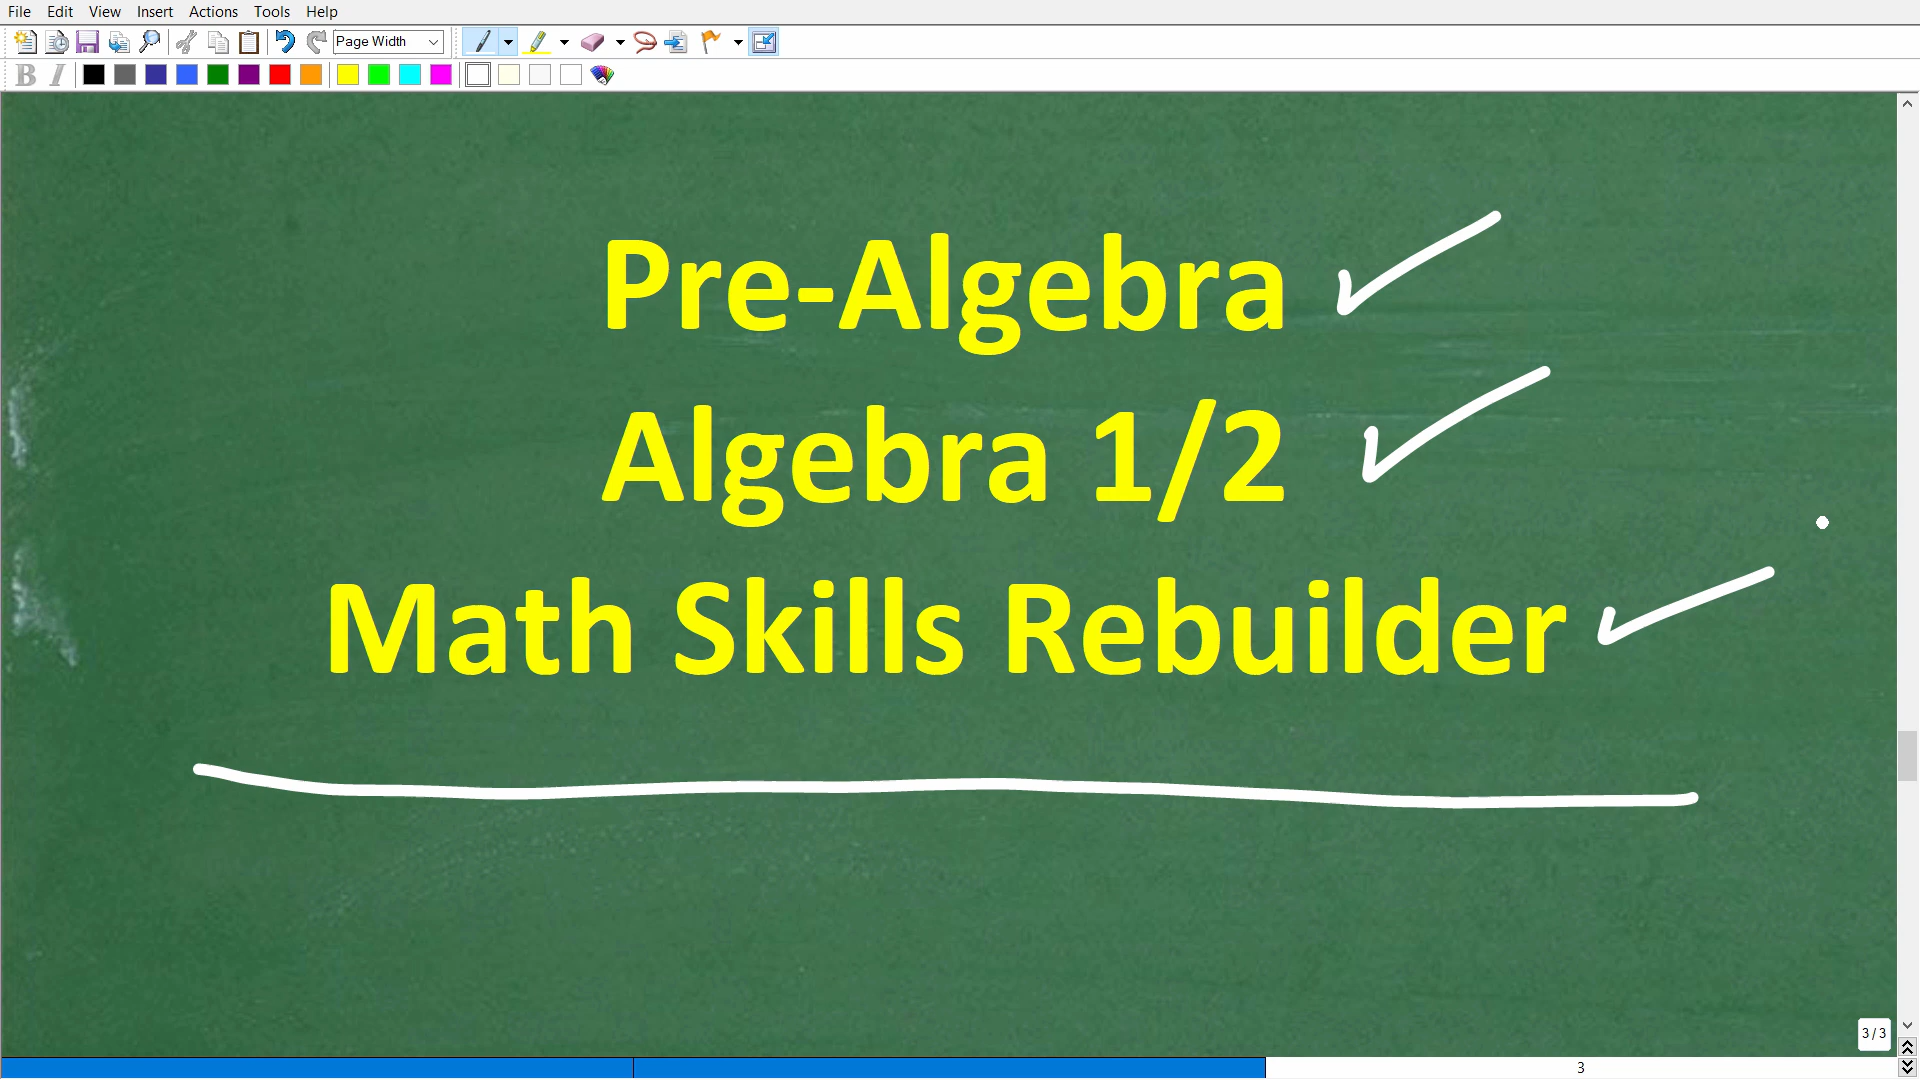 File Edit View Insert Actions Tools Help
Page Width
B I
Pre-Algebra
Algebra 1/2
Math Skills Rebuilder
3 / 3
3